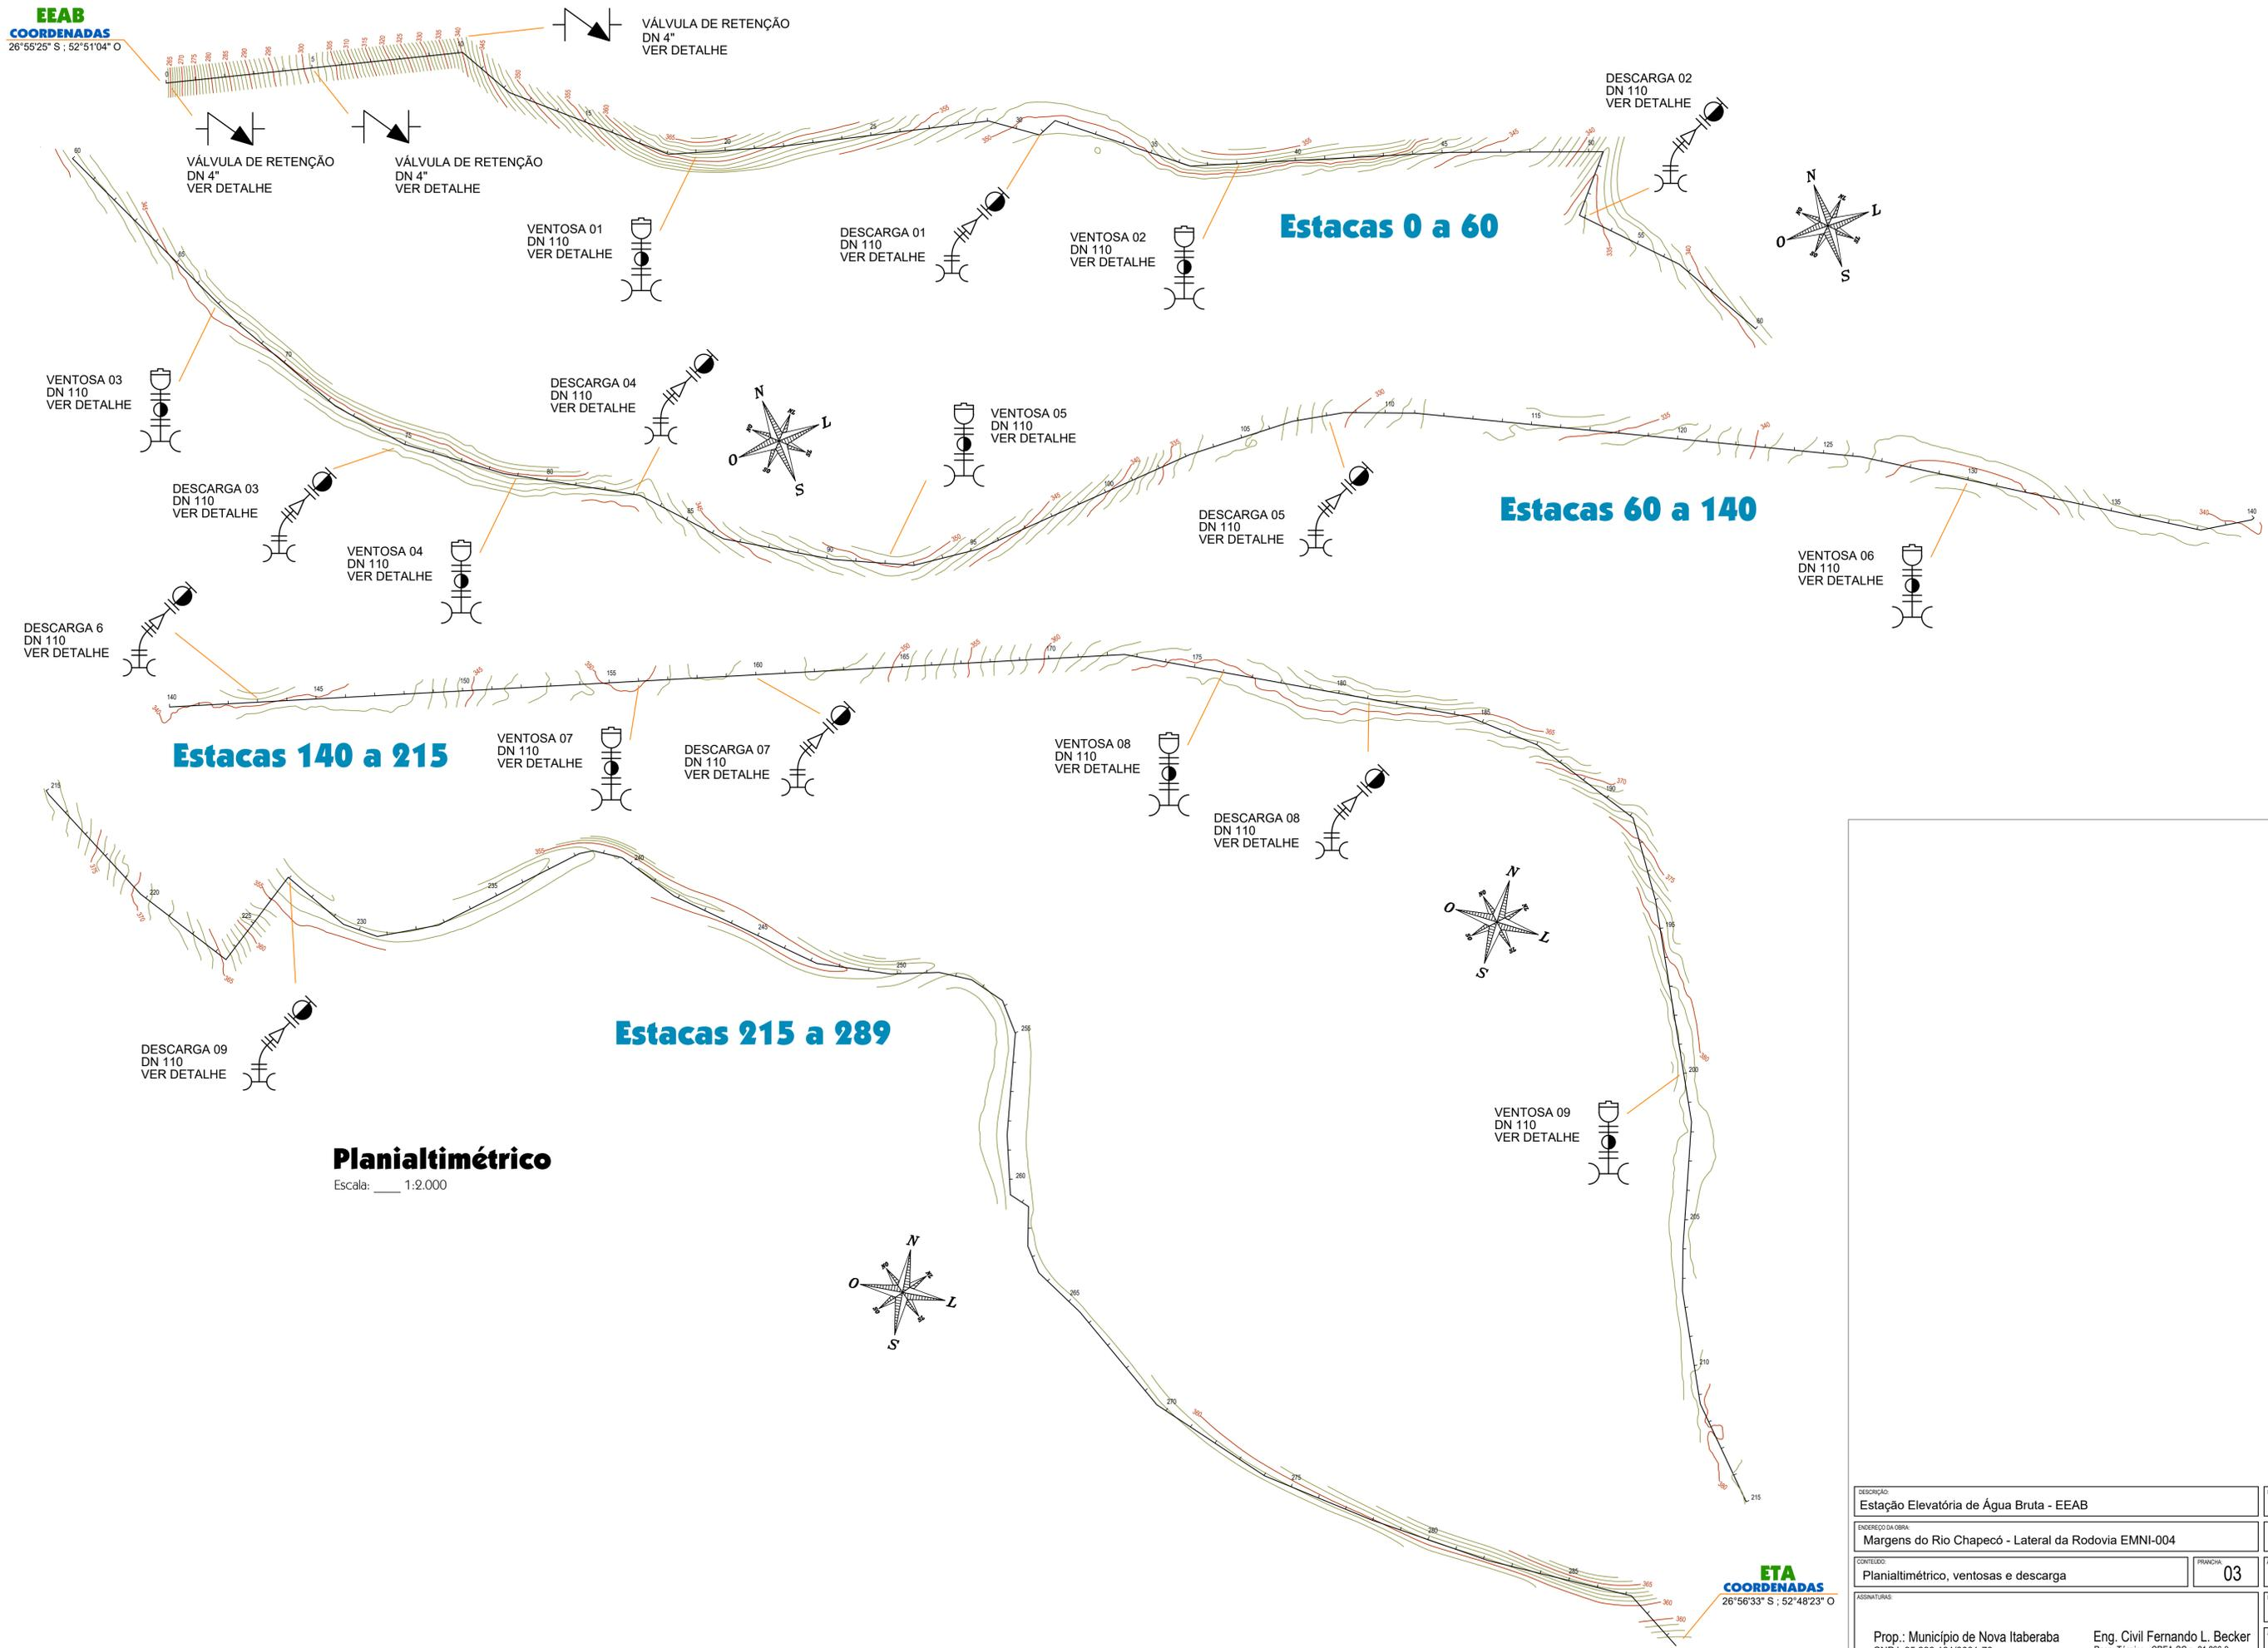 EEAB
COORDENADAS
26°55'25" S ; 52°51'04" O
VÁLVULA DE RETENÇÃO
DN 4"
VER DETALHE
VÁLVULA DE RETENÇÃO
DN 4"
VER DETALHE
VÁLVULA DE RETENÇÃO
DN 4"
VER DETALHE
VENTOSA 01
DN 110
VER DETALHE
DESCARGA 01
DN 110
VER DETALHE
VENTOSA 02
DN 110
VER DETALHE
DESCARGA 02
DN 110
VER DETALHE
Estacas 0 a 60
N
L
O
S
VENTOSA 03
DN 110
VER DETALHE
DESCARGA 03
DN 110
VER DETALHE
VENTOSA 04
DN 110
VER DETALHE
DESCARGA 04
DN 110
VER DETALHE
N
L
O
S
VENTOSA 05
DN 110
VER DETALHE
DESCARGA 05
DN 110
VER DETALHE
Estacas 60 a 140
VENTOSA 06
DN 110
VER DETALHE
DESCARGA 6
DN 110
VER DETALHE
Estacas 140 a 215
VENTOSA 07
DN 110
VER DETALHE
DESCARGA 07
DN 110
VER DETALHE
VENTOSA 08
DN 110
VER DETALHE
DESCARGA 08
DN 110
VER DETALHE
N
O
L
S
VENTOSA 09
DN 110
VER DETALHE
DESCARGA 09
DN 110
VER DETALHE
Estacas 215 a 289
Planialtimétrico
Escala: ____ 1:2.000
N
O
L
S
ETA
COORDENADAS
26°56'33" S ; 52°48'23" O
DESCRIÇÃO:
Estação Elevatória de Água Bruta - EEAB
ENDEREÇO DA OBRA:
Margens do Rio Chapecó - Lateral da Rodovia EMNI-004
CONTEÚDO:
Planialtimétrico, ventosas e descarga
PRANCHA:
03
ASSINATURAS:
Prop.: Município de Nova Itaberaba
Eng. Civil Fernando L. Becker